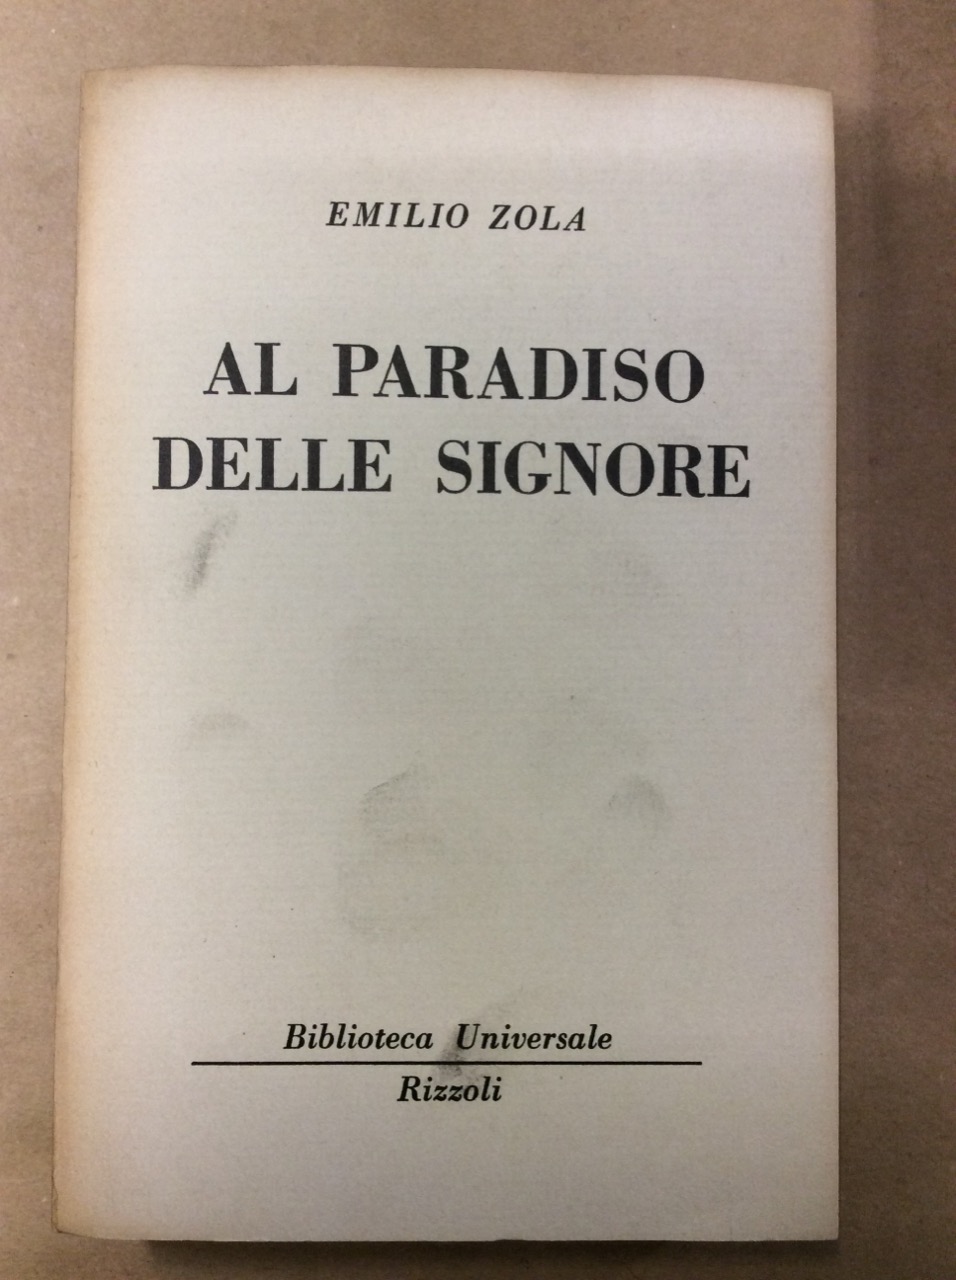 EMILIO ZOLA
AL PARADISO
DELLE SIGNORE
Biblioteca Universale
Rizzoli